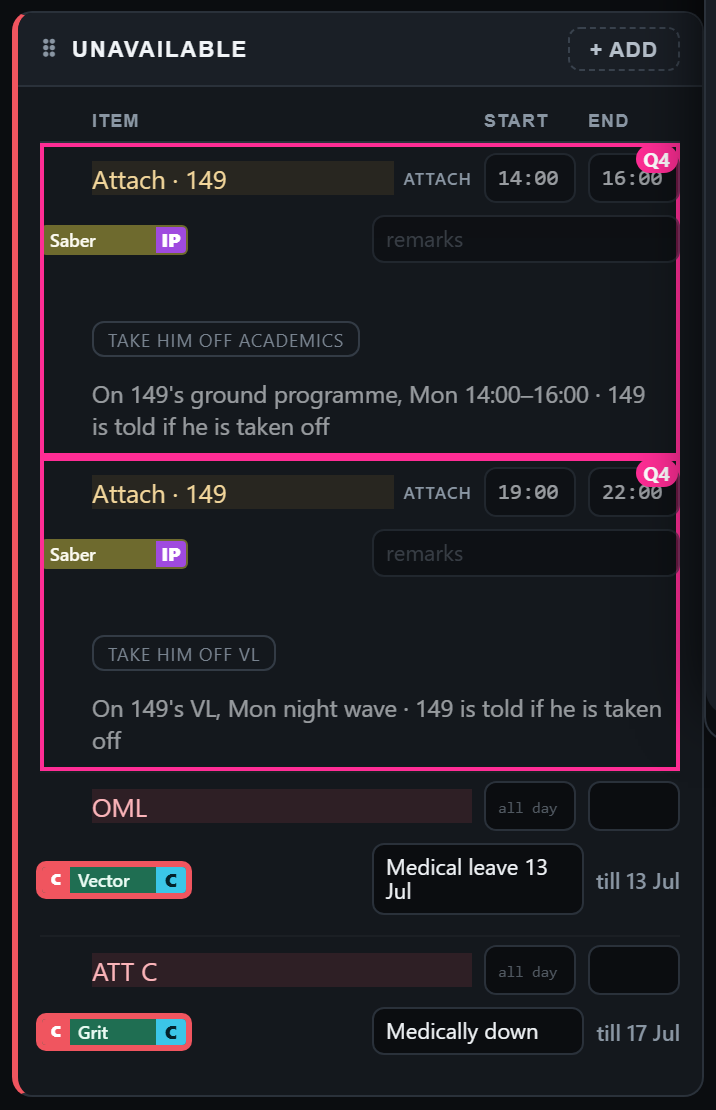 UNAVAILABLE
+ ADD
ITEM START END
Q4
Attach · 149 ATTACH 14:00 16:00
Saber IP remarks
TAKE HIM OFF ACADEMICS
On 149's ground programme, Mon 14:00–16:00 · 149
is told if he is taken off
Q4
Attach · 149 ATTACH 19:00 22:00
Saber IP remarks
TAKE HIM OFF VL
On 149's VL, Mon night wave · 149 is told if he is taken
off
OML all day
C Vector C Medical leave 13
Jul
till 13 Jul
ATT C all day
C Grit C Medically down till 17 Jul